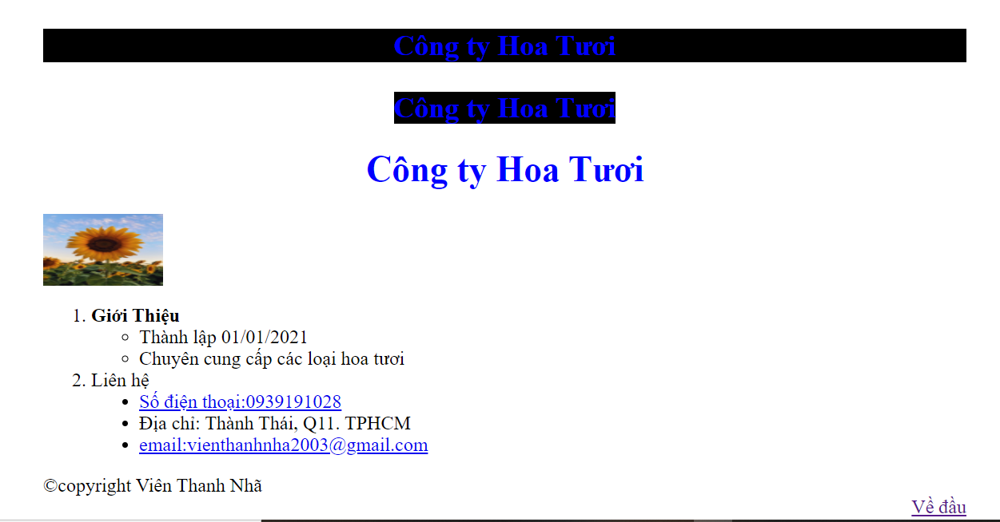 Công ty Hoa Tươi
Công ty Hoa Tươi
Công ty Hoa Tươi
1. Giới Thiệu
Thành lập 01/01/2021
Chuyên cung cấp các loại hoa tươi
2. Liên hệ
Số điện thoại:0939191028
Địa chỉ: Thành Thái, Q11. TPHCM
email:vienthanhnha2003@gmail.com
©copyright Viên Thanh Nhã
Về đầu